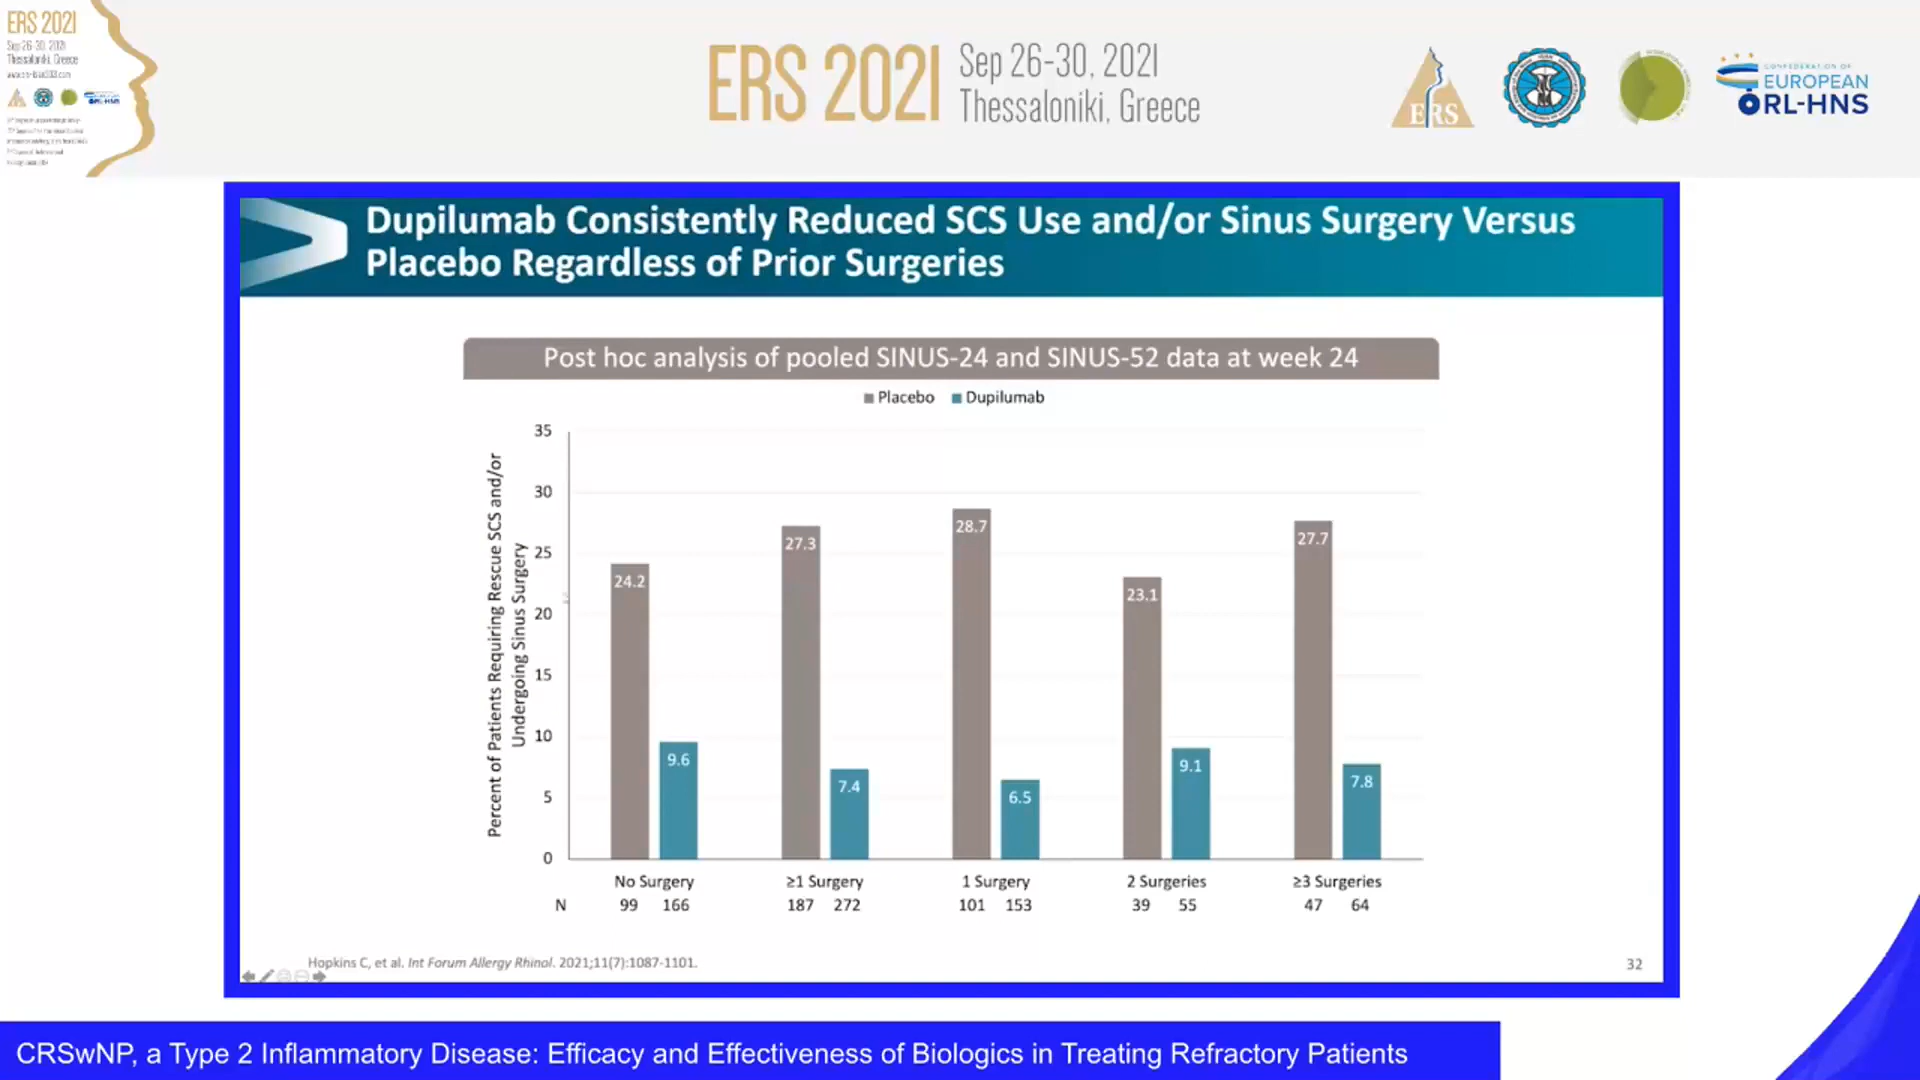 ERS 2021
Sep 26-30, 2021
Thessaloniki, Greece
ERS 2021
Sep 26-30, 2021
Thessaloniki, Greece
ERS
CONFEDERATION OF
EUROPEAN
ORL-HNS
Dupilumab Consistently Reduced SCS Use and/or Sinus Surgery Versus
Placebo Regardless of Prior Surgeries
Post hoc analysis of pooled SINUS-24 and SINUS-52 data at week 24
Placebo Dupilumab
Percent of Patients Requiring Rescue SCS and/or
Undergoing Sinus Surgery
35
30
25
20
15
10
5
0
24.2 9.6 27.3 7.4 28.7 6.5 23.1 9.1 27.7 7.8
No Surgery ≥1 Surgery 1 Surgery 2 Surgeries ≥3 Surgeries
N 99 166 187 272 101 153 39 55 47 64
Hopkins C, et al. Int Forum Allergy Rhinol. 2021;11(7):1087-1101.
32
CRSwNP, a Type 2 Inflammatory Disease: Efficacy and Effectiveness of Biologics in Treating Refractory Patients